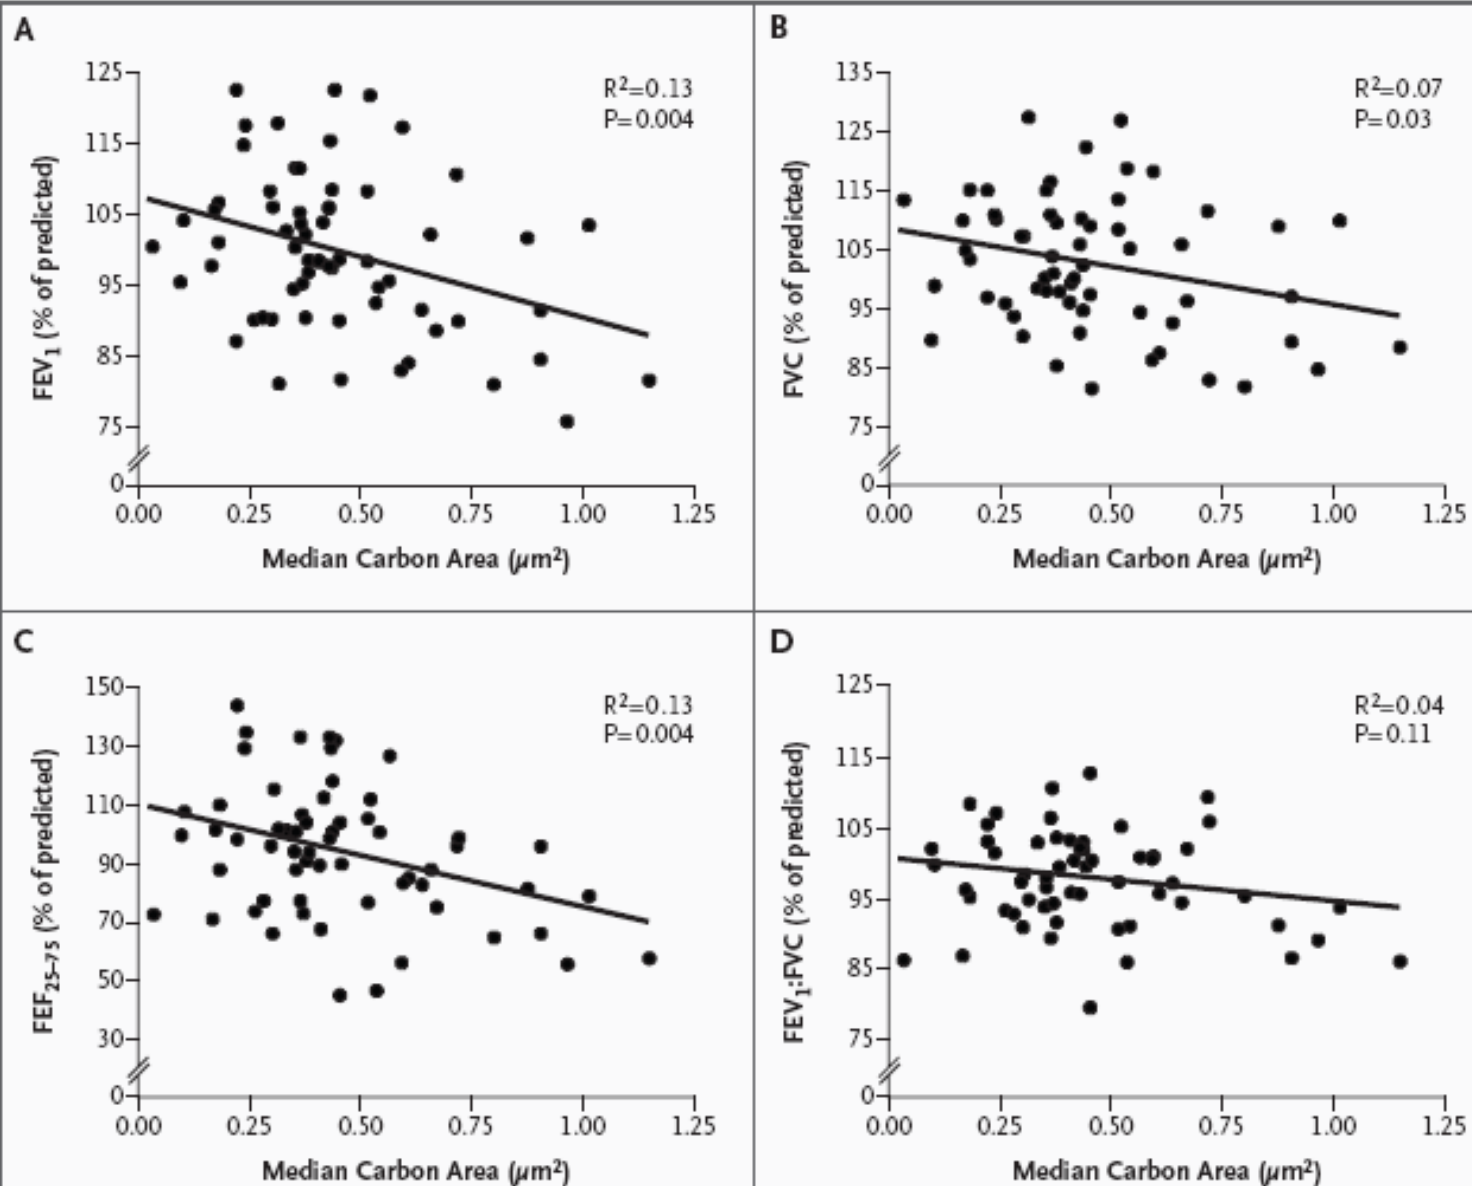 A
125
115
105
95
85
75
0
FEV1 (% of predicted)
R²=0.13
P=0.004
0.00 0.25 0.50 0.75 1.00 1.25
Median Carbon Area (µm²)
B
135
125
115
105
95
85
75
0
FVC (% of predicted)
R²=0.07
P=0.03
0.00 0.25 0.50 0.75 1.00 1.25
Median Carbon Area (µm²)
C
150
130
110
90
70
50
30
0
FEF25–75 (% of predicted)
R²=0.13
P=0.004
0.00 0.25 0.50 0.75 1.00 1.25
Median Carbon Area (µm²)
D
125
115
105
95
85
75
0
FEV1:FVC (% of predicted)
R²=0.04
P=0.11
0.00 0.25 0.50 0.75 1.00 1.25
Median Carbon Area (µm²)